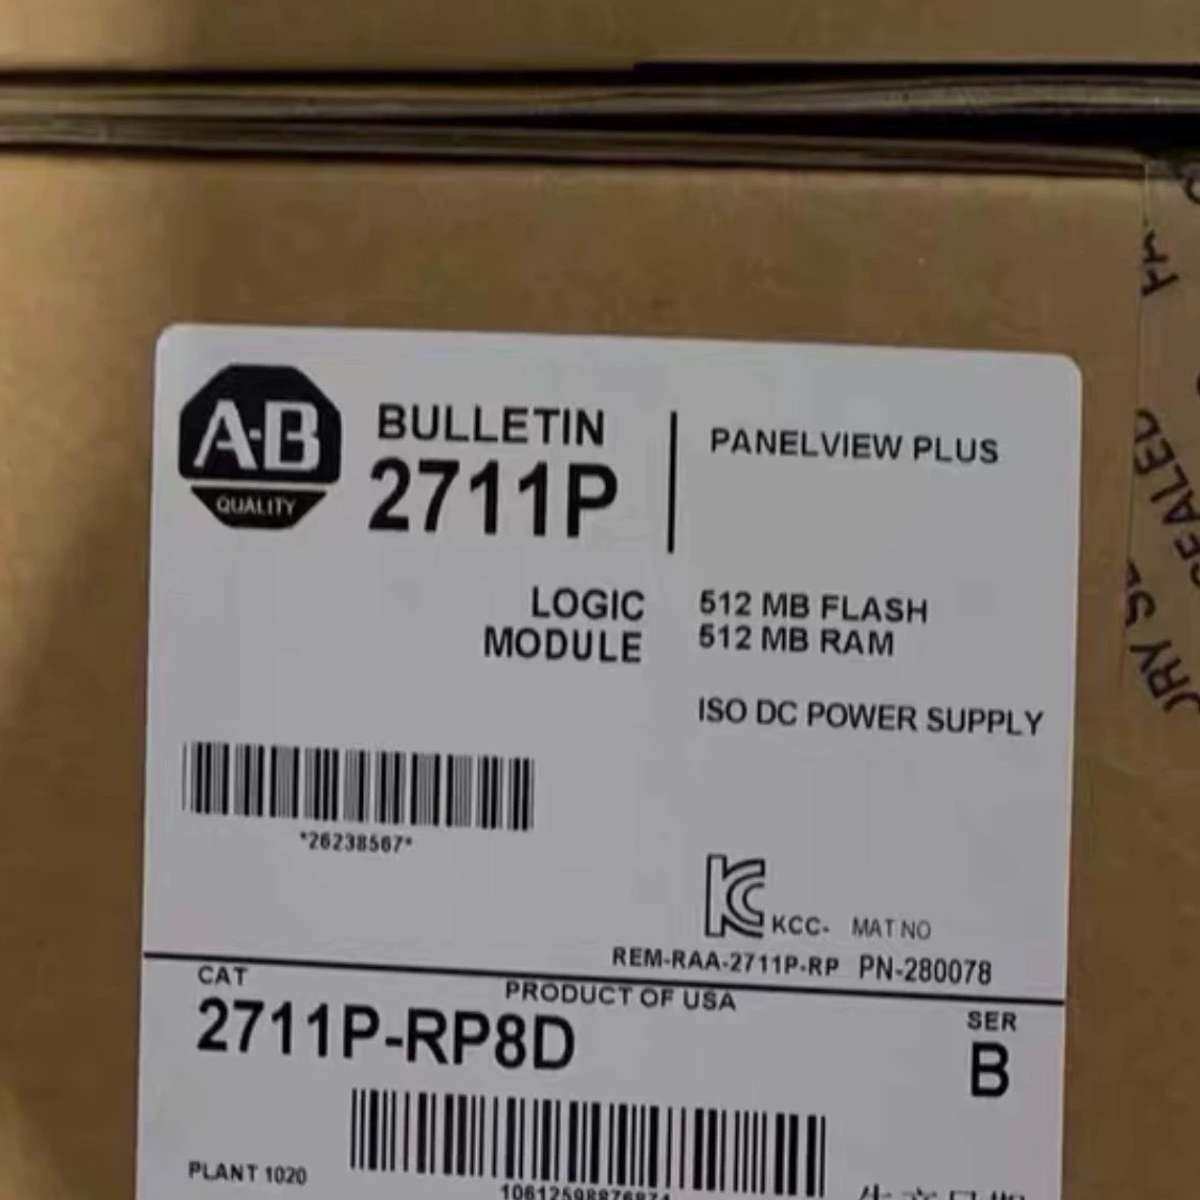 A-B
QUALITY
BULLETIN
2711P
PANELVIEW PLUS
LOGIC
MODULE
512 MB FLASH
512 MB RAM
ISO DC POWER SUPPLY
*26238567*
KCC- MAT NO
REM-RAA-2711P-RP PN-280078
CAT
PRODUCT OF USA
2711P-RP8D
SER
B
PLANT 1020
SEALED